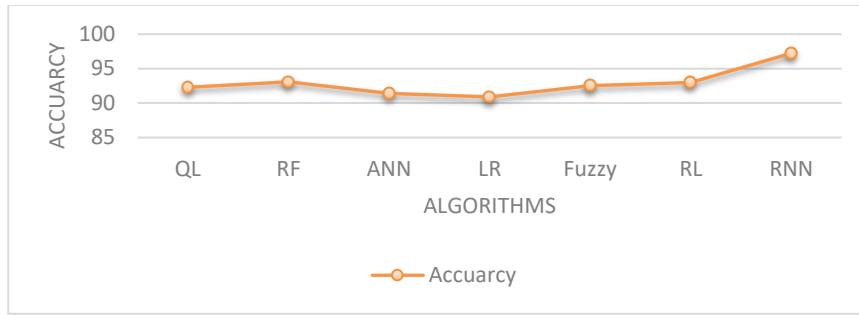 ACCUARCY
100
95
90
85
QL RF ANN LR Fuzzy RL RNN
ALGORITHMS
Accuarcy